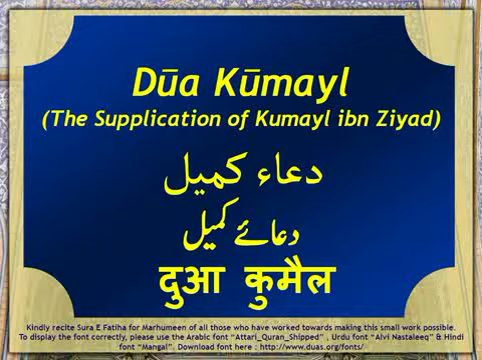 Dūa Kūmayl
(The Supplication of Kumayl ibn Ziyad)
دعاء كميل
دعائے کمیل
दुआ कुमैल
Kindly recite Sura E Fatiha for Marhumeen of all those who have worked towards making this small work possible.
To display the font correctly, please use the Arabic font "Attari_Quran_Shipped" , Urdu font "Alvi Nastaleeq" & Hindi
font "Mangal". Download font here : http://www.duas.org/fonts/